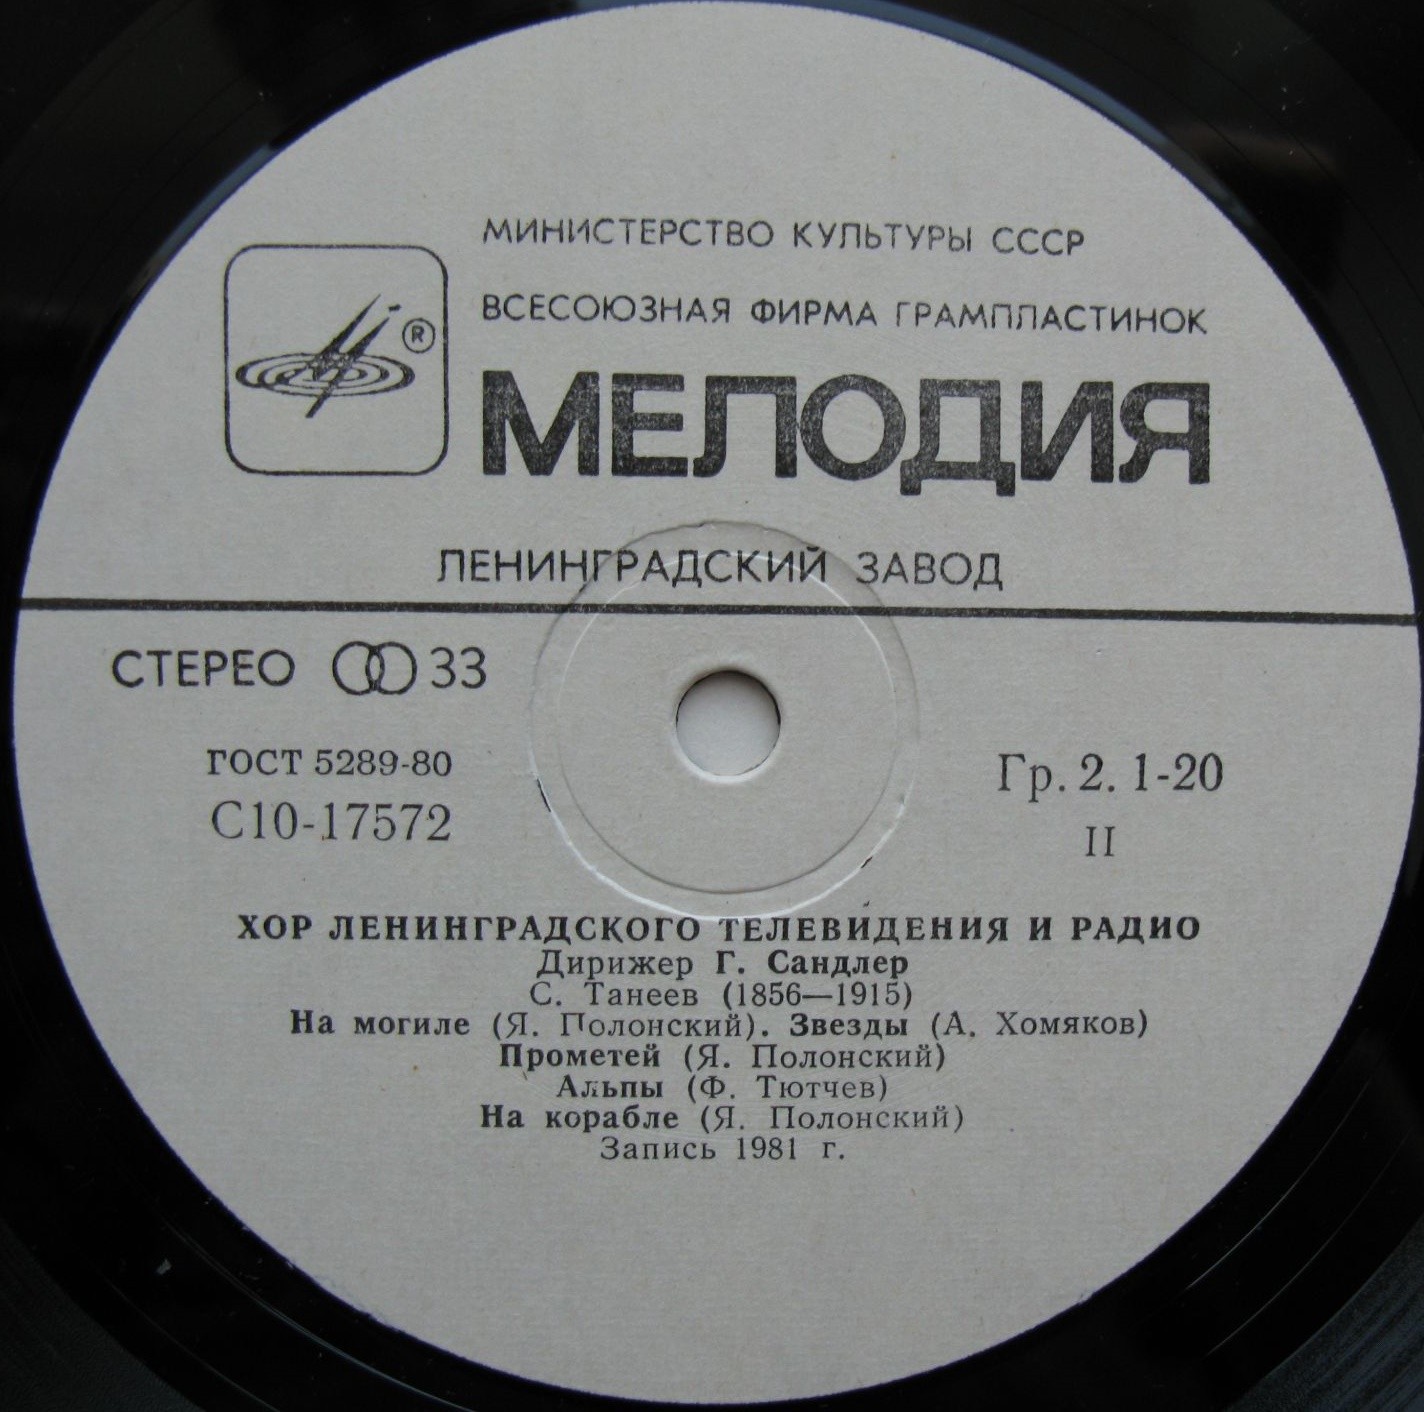 МИНИСТЕРСТВО КУЛЬТУРЫ СССР
ВСЕСОЮЗНАЯ ФИРМА ГРАМПЛАСТИНОК
®
МЕЛОДИЯ
ЛЕНИНГРАДСКИЙ ЗАВОД
СТЕРЕО 33
ГОСТ 5289-80
Гр. 2. 1-20
С10-17572
II
ХОР ЛЕНИНГРАДСКОГО ТЕЛЕВИДЕНИЯ И РАДИО
Дирижер Г. Сандлер
С. Танеев (1856—1915)
На могиле (Я. Полонский). Звезды (А. Хомяков)
Прометей (Я. Полонский)
Альпы (Ф. Тютчев)
На корабле (Я. Полонский)
Запись 1981 г.